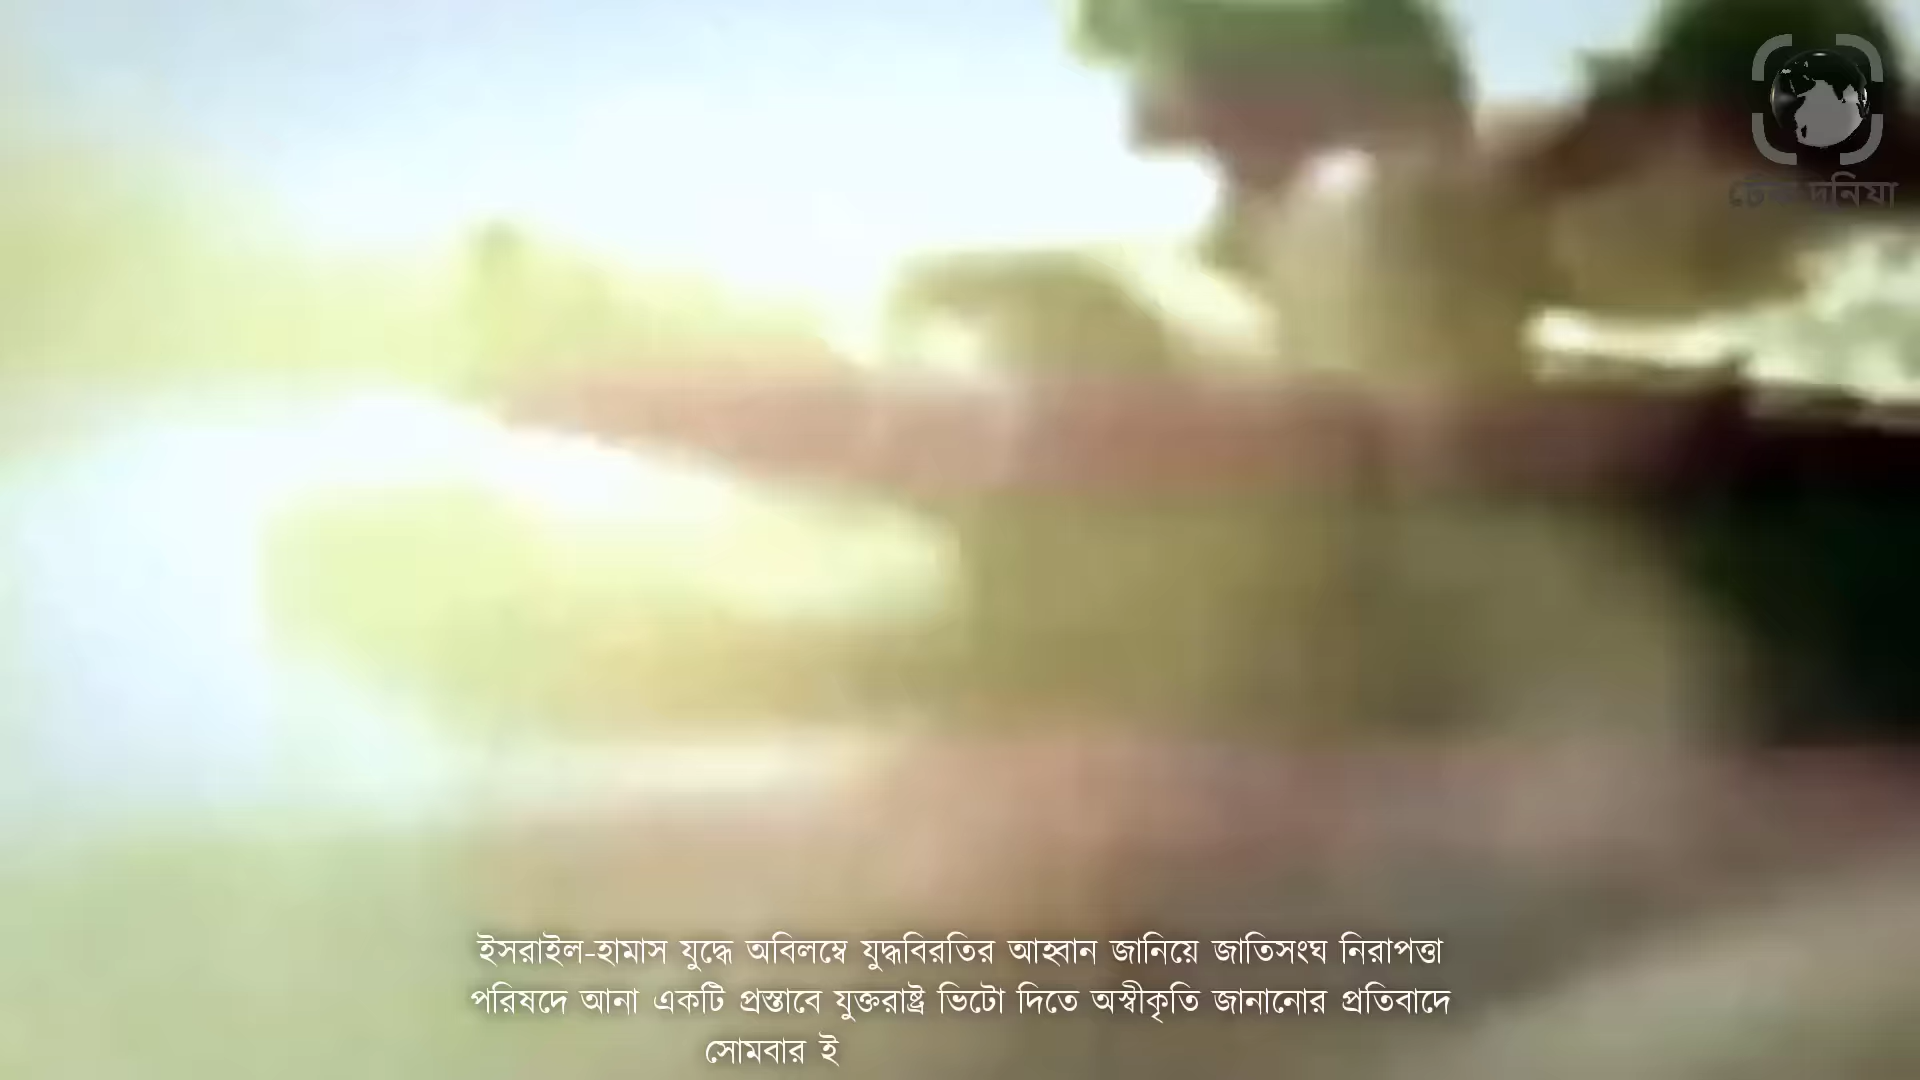 টেক দুনিয়া
ইসরাইল-হামাস যুদ্ধে অবিলম্বে যুদ্ধবিরতির আহ্বান জানিয়ে জাতিসংঘ নিরাপত্তা
পরিষদে আনা একটি প্রস্তাবে যুক্তরাষ্ট্র ভিটো দিতে অস্বীকৃতি জানানোর প্রতিবাদে
সোমবার ই